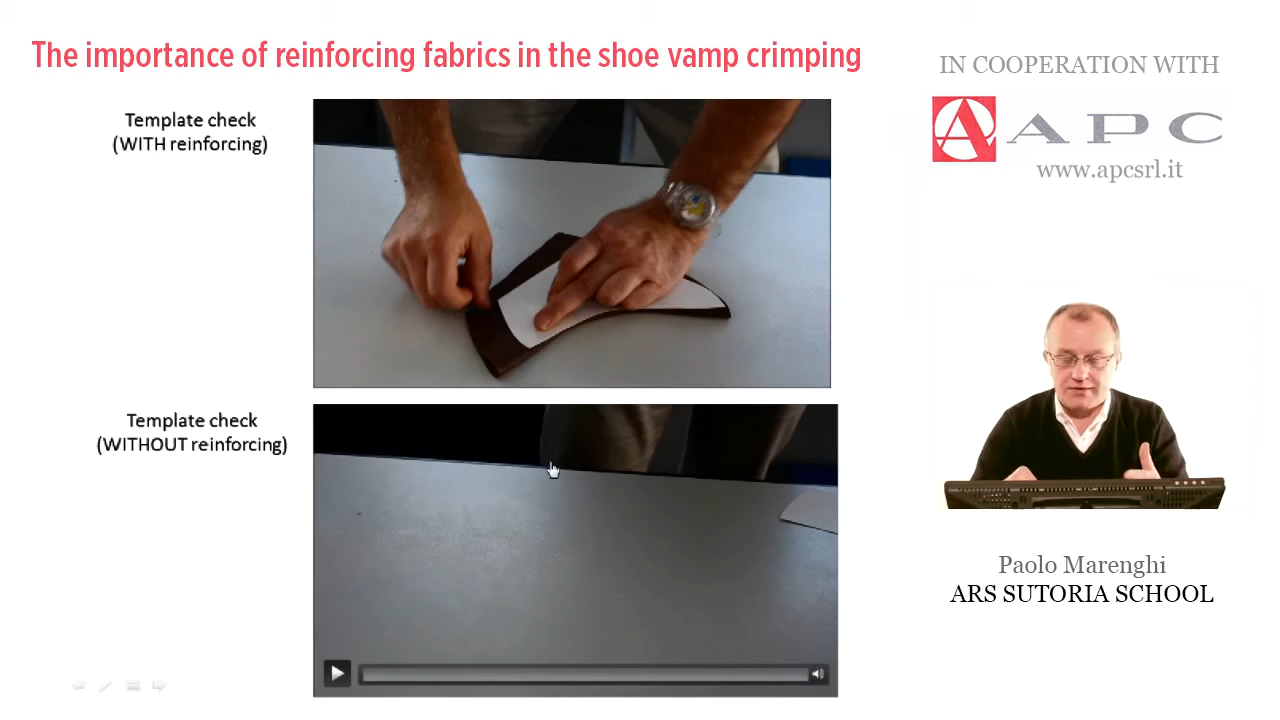 The importance of reinforcing fabrics in the shoe vamp crimping
Template check
(WITH reinforcing)
Template check
(WITHOUT reinforcing)
IN COOPERATION WITH
A P C
www.apcsrl.it
Paolo Marenghi
ARS SUTORIA SCHOOL